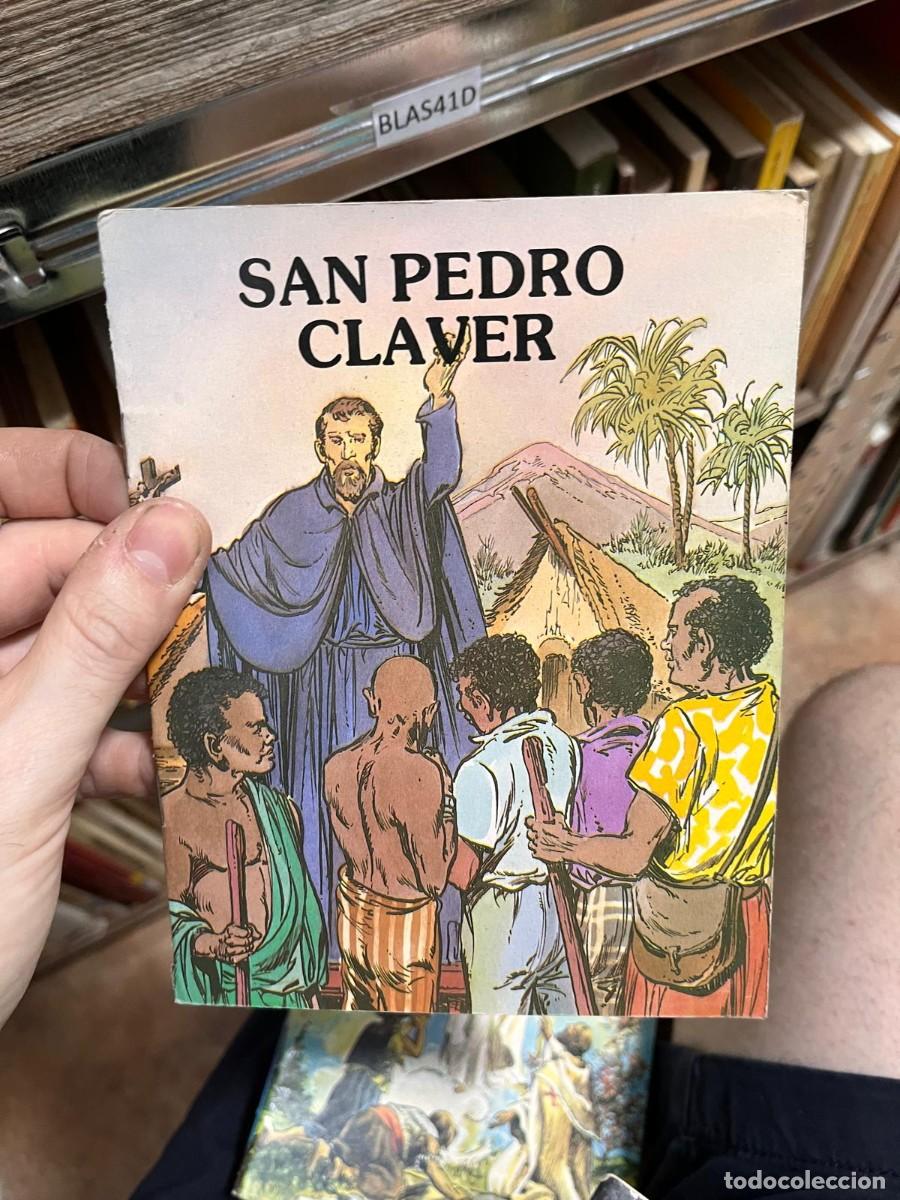 BLAS41D
SAN PEDRO
CLAVER
todocoleccion